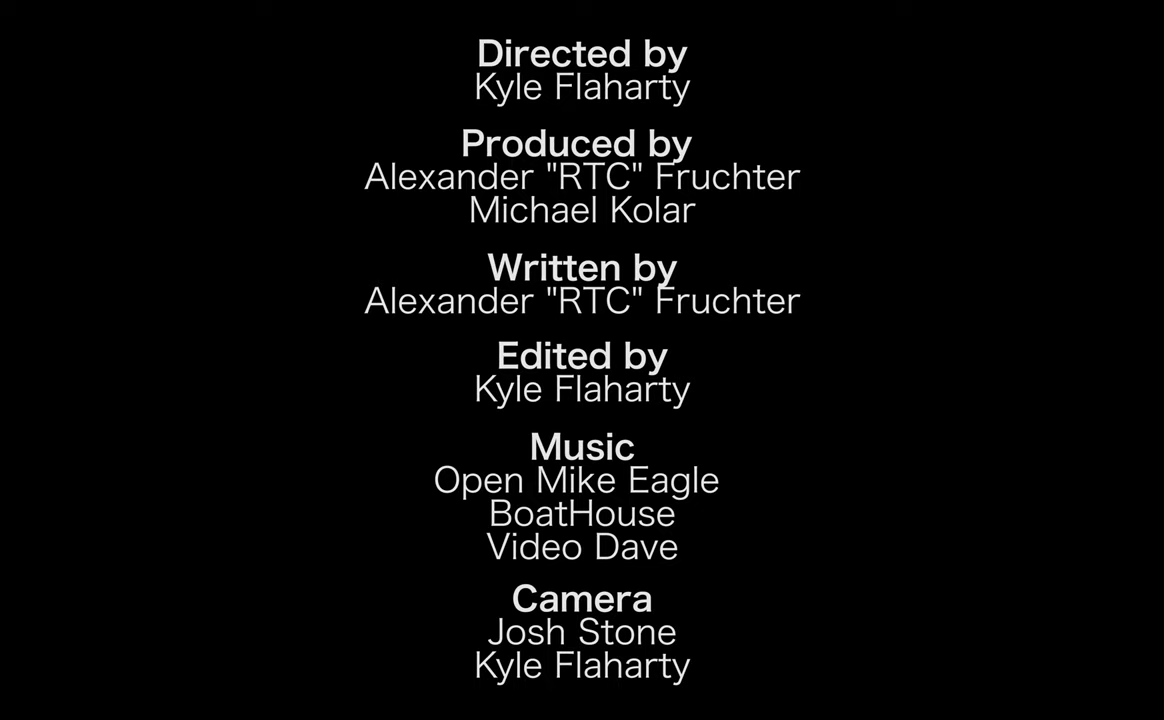 Directed by
Kyle Flaharty
Produced by
Alexander "RTC" Fruchter
Michael Kolar
Written by
Alexander "RTC" Fruchter
Edited by
Kyle Flaharty
Music
Open Mike Eagle
BoatHouse
Video Dave
Camera
Josh Stone
Kyle Flaharty